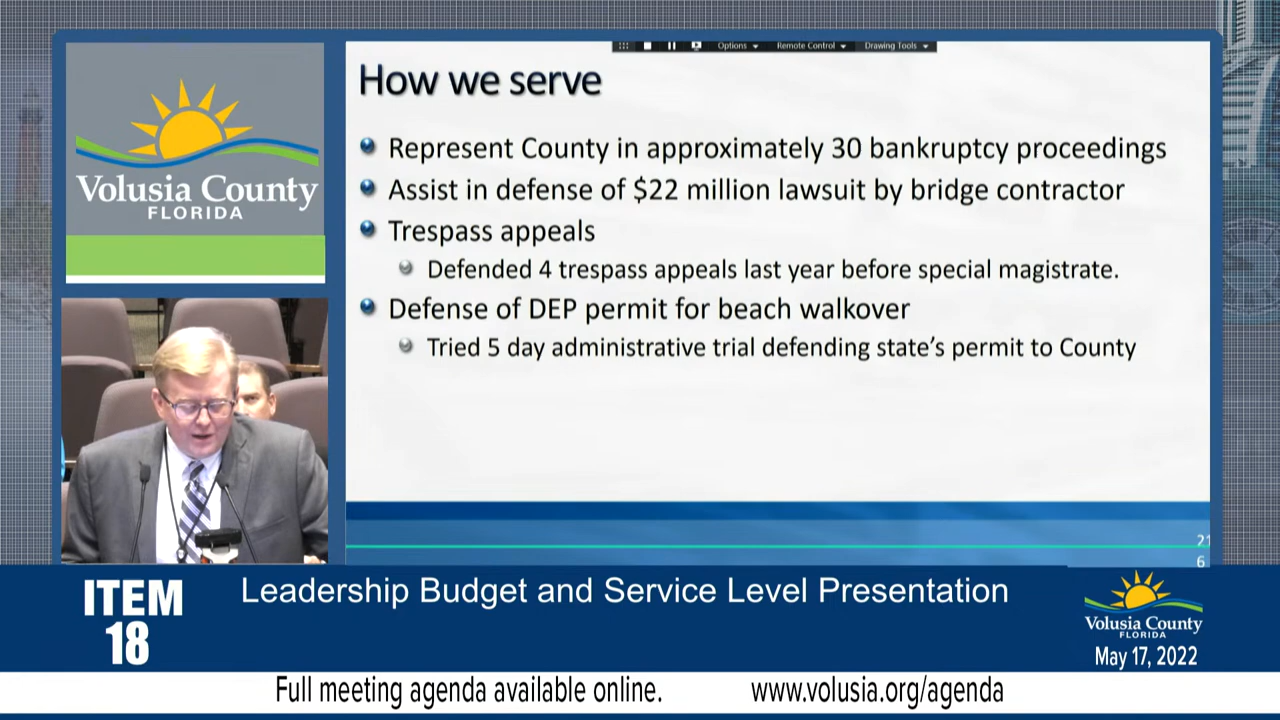 Options
Remote Control
Drawing Tools
Volusia County
FLORIDA
How we serve
Represent County in approximately 30 bankruptcy proceedings
Assist in defense of $22 million lawsuit by bridge contractor
Trespass appeals
Defended 4 trespass appeals last year before special magistrate.
Defense of DEP permit for beach walkover
Tried 5 day administrative trial defending state's permit to County
21
6
ITEM
18
Leadership Budget and Service Level Presentation
Volusia County
FLORIDA
May 17, 2022
Full meeting agenda available online.
www.volusia.org/agenda